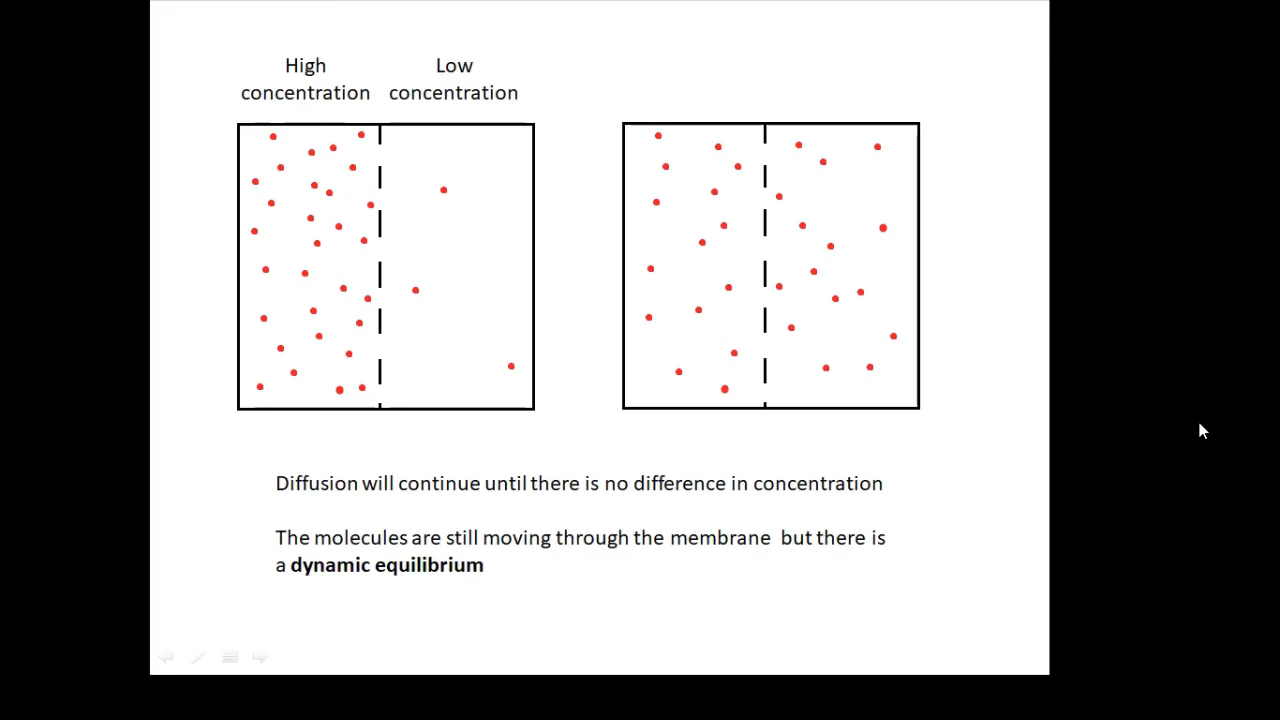 High
concentration
Low
concentration
Diffusion will continue until there is no difference in concentration
The molecules are still moving through the membrane  but there is
a dynamic equilibrium